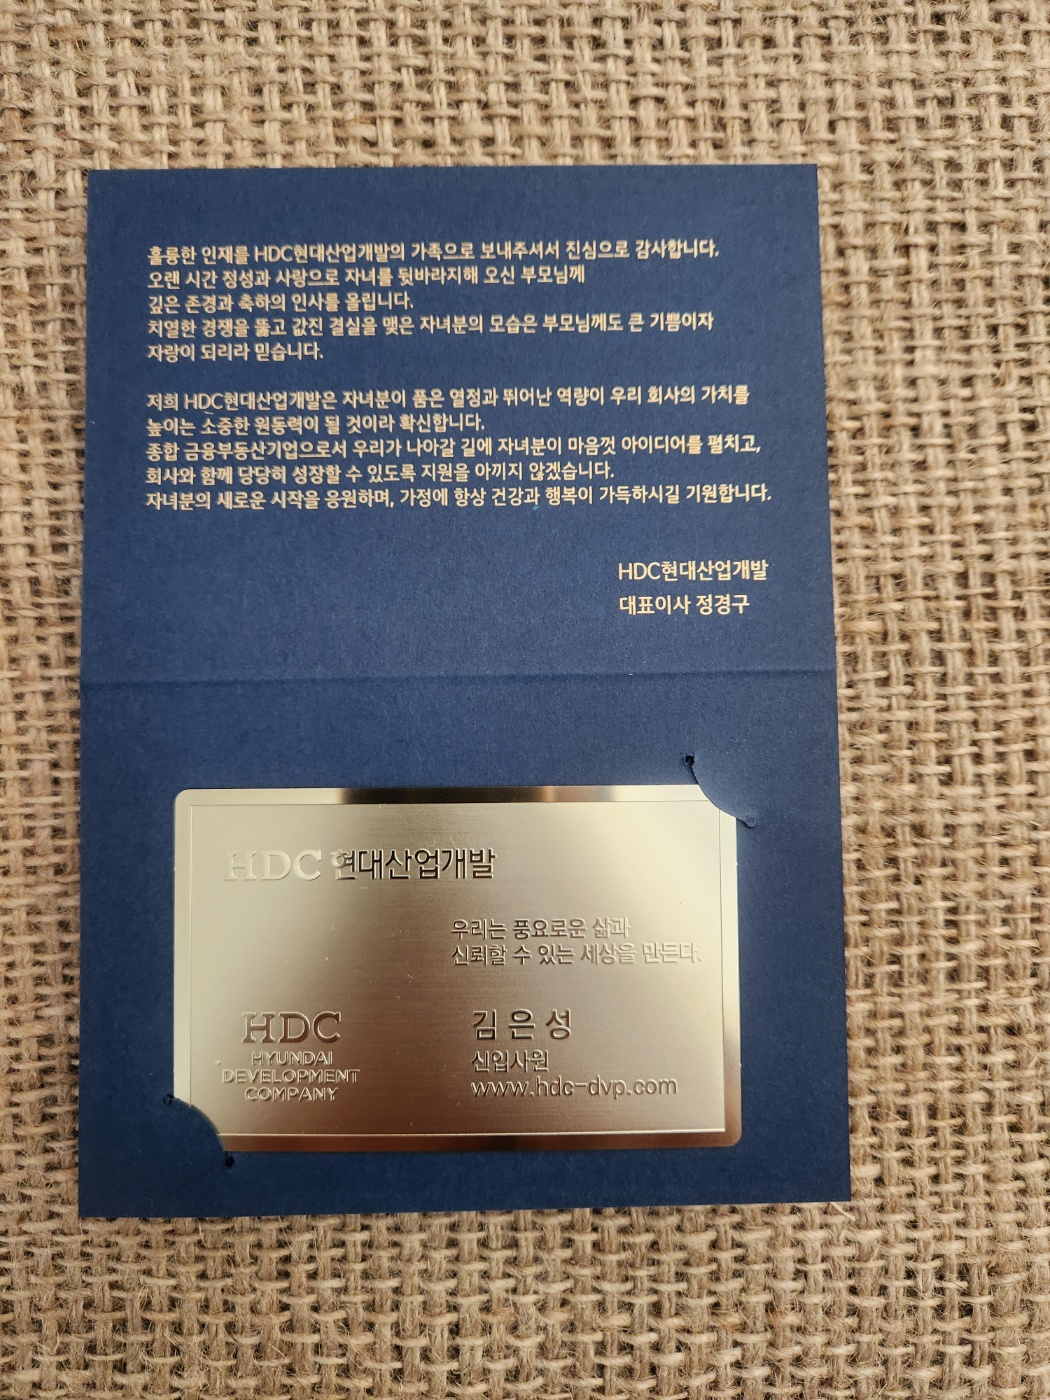 훌륭한 인재를 HDC현대산업개발의 가족으로 보내주셔서 진심으로 감사합니다.
오랜 시간 정성과 사랑으로 자녀를 뒷바라지해 오신 부모님께
깊은 존경과 축하의 인사를 올립니다.
치열한 경쟁을 뚫고 값진 결실을 맺은 자녀분의 모습은 부모님께도 큰 기쁨이자
자랑이 되리라 믿습니다.
저희 HDC현대산업개발은 자녀분이 품은 열정과 뛰어난 역량이 우리 회사의 가치를
높이는 소중한 원동력이 될 것이라 확신합니다.
종합 금융부동산기업으로서 우리가 나아갈 길에 자녀분이 마음껏 아이디어를 펼치고,
회사와 함께 당당히 성장할 수 있도록 지원을 아끼지 않겠습니다.
자녀분의 새로운 시작을 응원하며, 가정에 항상 건강과 행복이 가득하시길 기원합니다.
HDC현대산업개발
대표이사 정경구
HDC 현대산업개발
우리는 풍요로운 삶과
신뢰할 수 있는 세상을 만든다.
HDC
HYUNDAI
DEVELOPMENT
COMPANY
김은성
신입사원
www.hdc-dvp.com